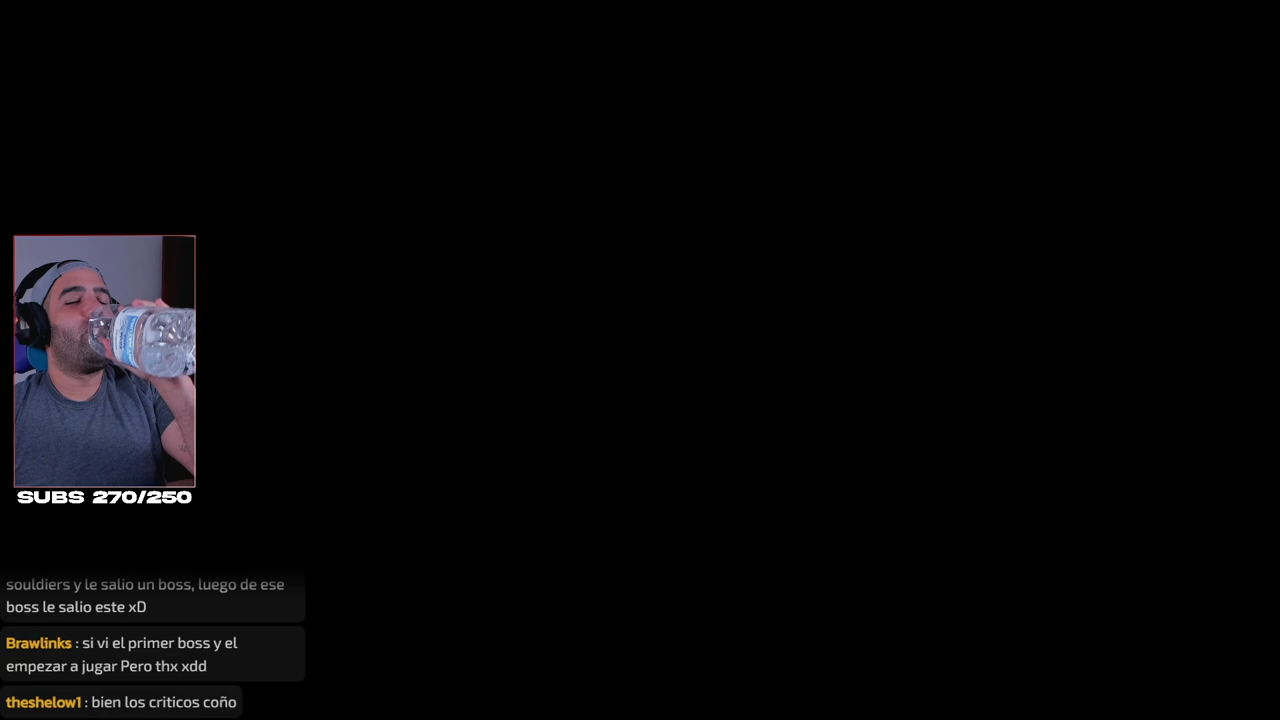 SUBS 270/250
souldiers y le salio un boss, luego de ese
boss le salio este xD
Brawlinks : si vi el primer boss y el
empezar a jugar Pero thx xdd
theshelow1 : bien los criticos coño